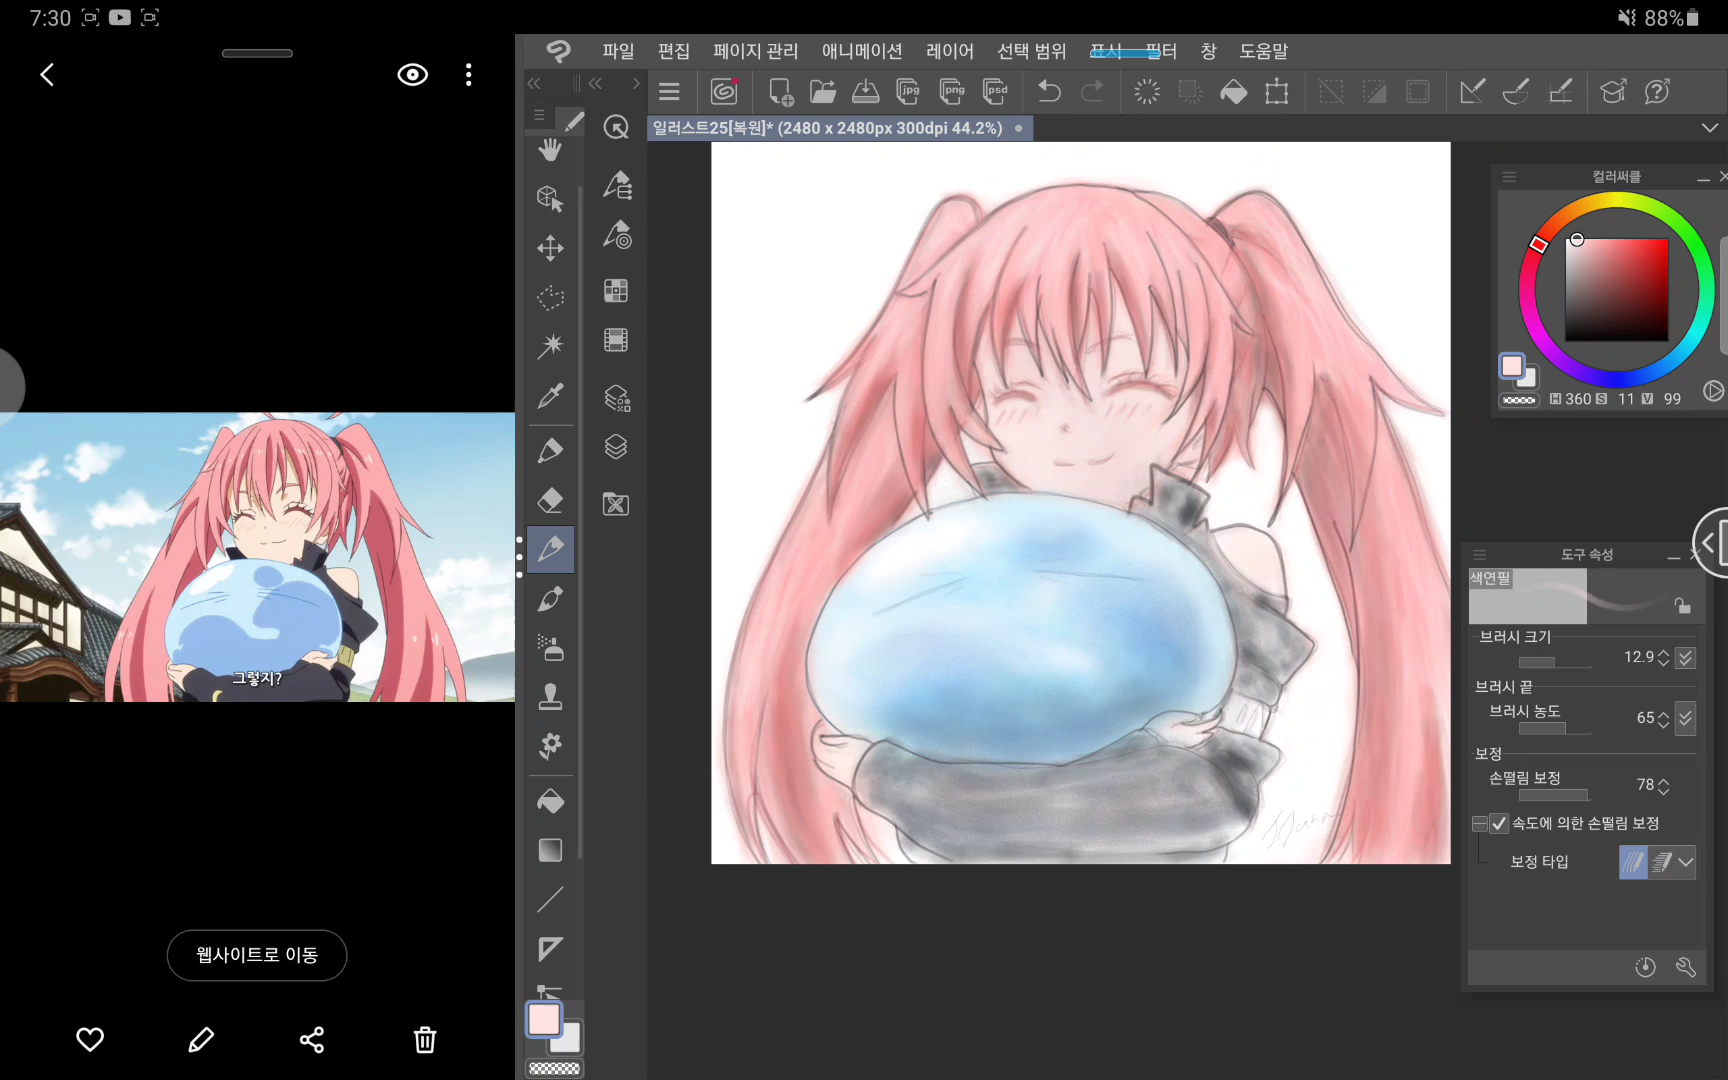 7:30
88%
파일 편집 페이지 관리 애니메이션 레이어 선택 범위 표시 필터 창 도움말
jpg png psd
일러스트25[복원]* (2480 x 2480px 300dpi 44.2%)
컬러써클
H 360 S 11 V 99
그렇지?
도구 속성
색연필
브러시 크기
12.9
브러시 끝
브러시 농도 65
보정
손떨림 보정 78
속도에 의한 손떨림 보정
보정 타입
웹사이트로 이동